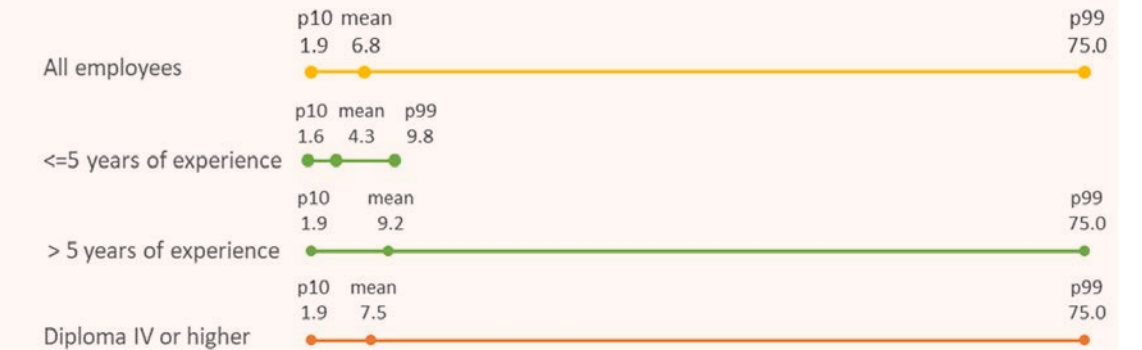 p10 mean p99
1.9 6.8 75.0
All employees
p10 mean p99
1.6 4.3 9.8
<=5 years of experience
p10 mean p99
1.9 9.2 75.0
> 5 years of experience
p10 mean p99
1.9 7.5 75.0
Diploma IV or higher